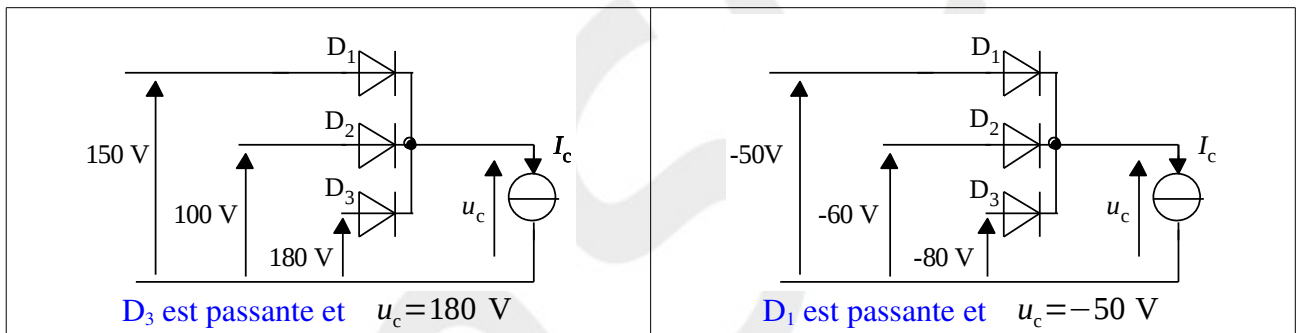 D1
D2
Ic
150 V
D3
100 V
uc
180 V
D3 est passante et uc=180 V
D1
D2
Ic
-50V
D3
-60 V
uc
-80 V
D1 est passante et uc=−50 V